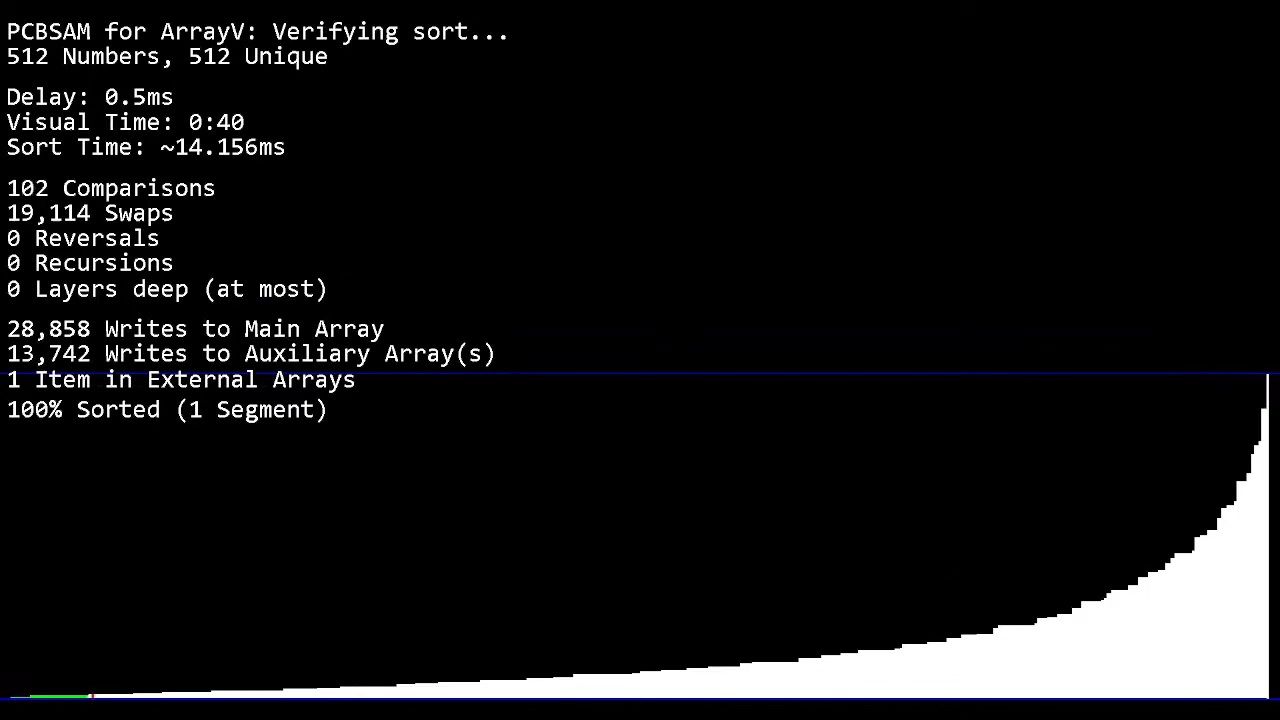 PCBSAM for ArrayV: Verifying sort...
512 Numbers, 512 Unique
Delay: 0.5ms
Visual Time: 0:40
Sort Time: ~14.156ms
102 Comparisons
19,114 Swaps
0 Reversals
0 Recursions
0 Layers deep (at most)
28,858 Writes to Main Array
13,742 Writes to Auxiliary Array(s)
1 Item in External Arrays
100% Sorted (1 Segment)